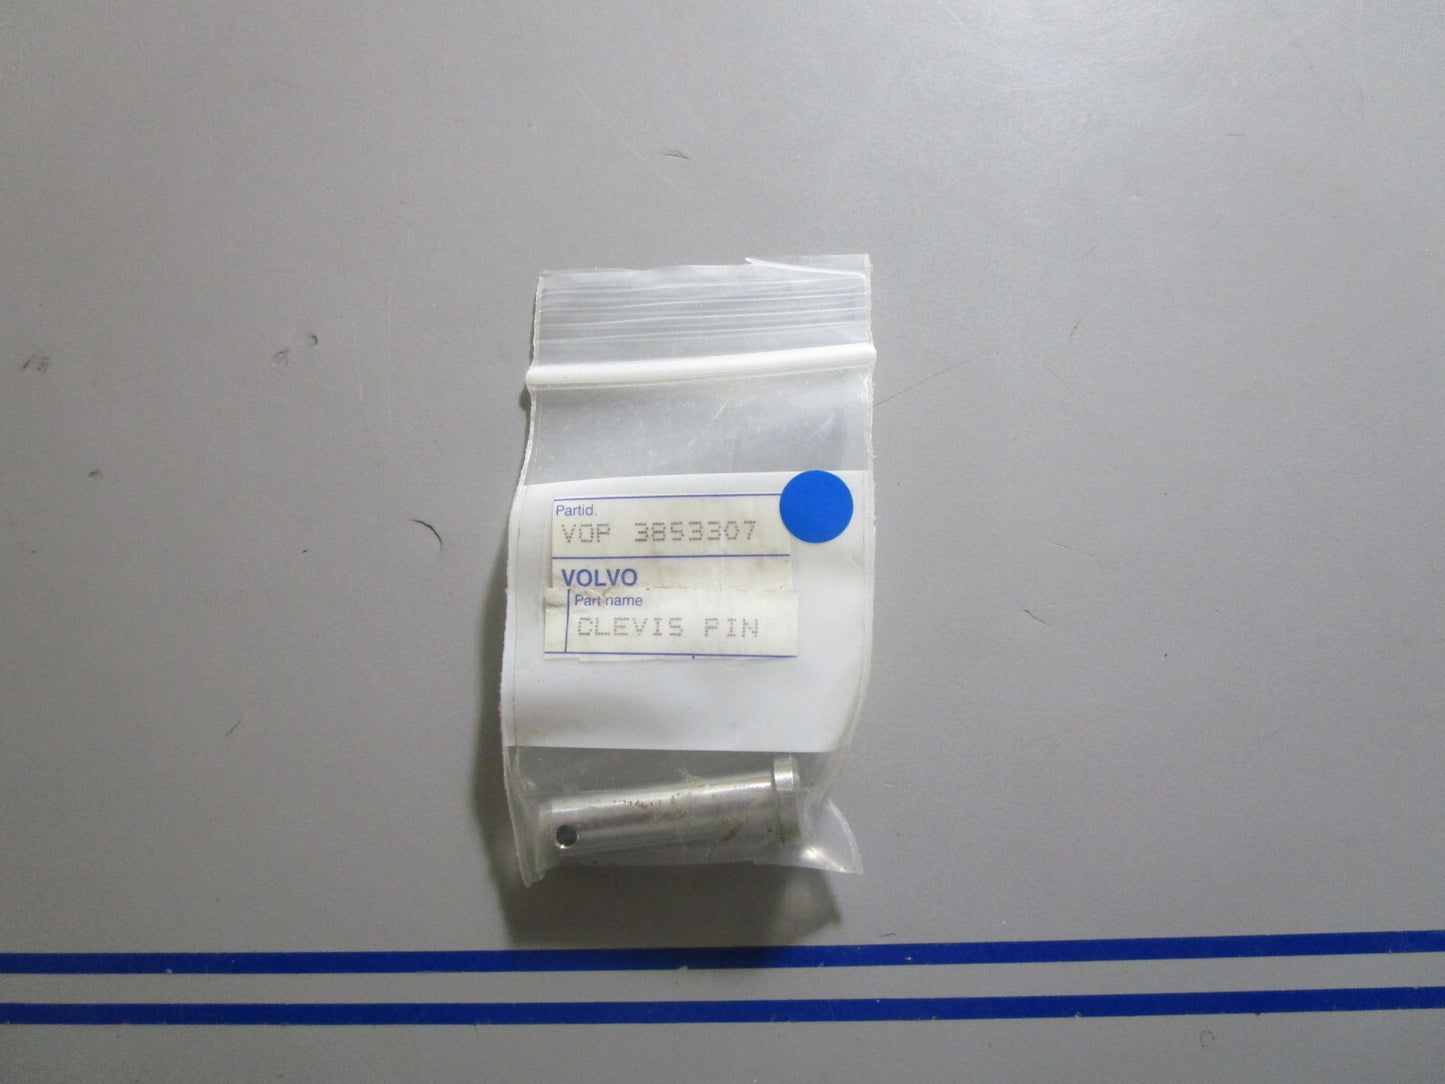 Partid.
VOP 3853307
VOLVO
Part name
CLEVIS PIN